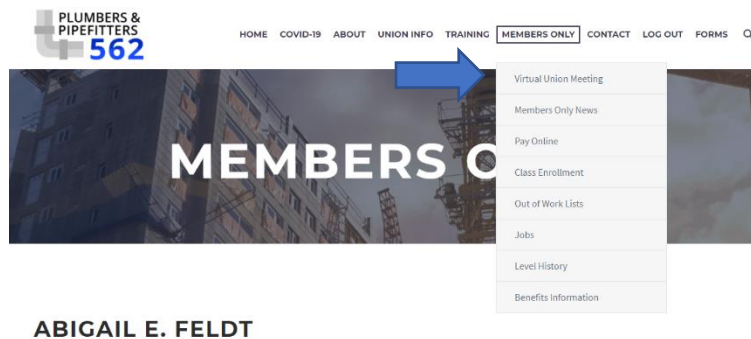 PLUMBERS &
PIPEFITTERS
562
HOME COVID-19 ABOUT UNION INFO TRAINING MEMBERS ONLY CONTACT LOG OUT FORMS
Virtual Union Meeting
Members Only News
Pay Online
Class Enrollment
Out of Work Lists
Jobs
Level History
Benefits Information
MEMBERS O
ABIGAIL E. FELDT